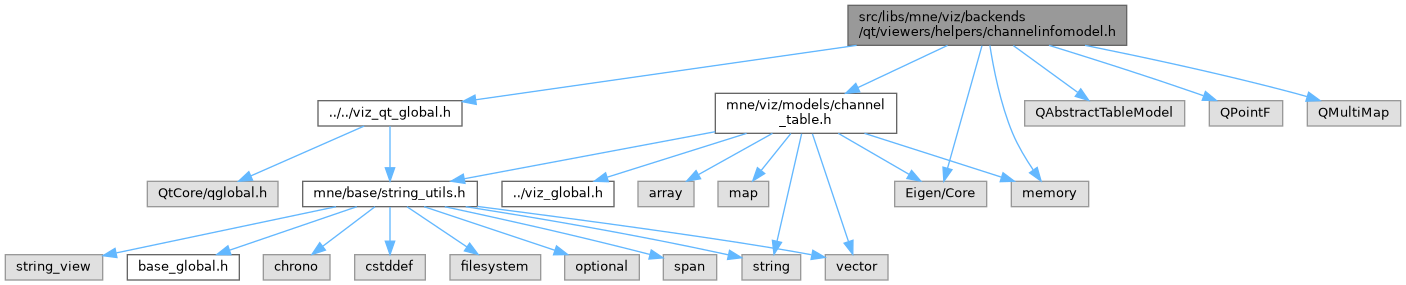 src/libs/mne/viz/backends
/qt/viewers/helpers/channelinfomodel.h
../../viz_qt_global.h
mne/viz/models/channel
_table.h
QAbstractTableModel
QPointF
QMultiMap
QtCore/qglobal.h
mne/base/string_utils.h
../viz_global.h
array
map
Eigen/Core
memory
string_view
base_global.h
chrono
cstddef
filesystem
optional
span
string
vector